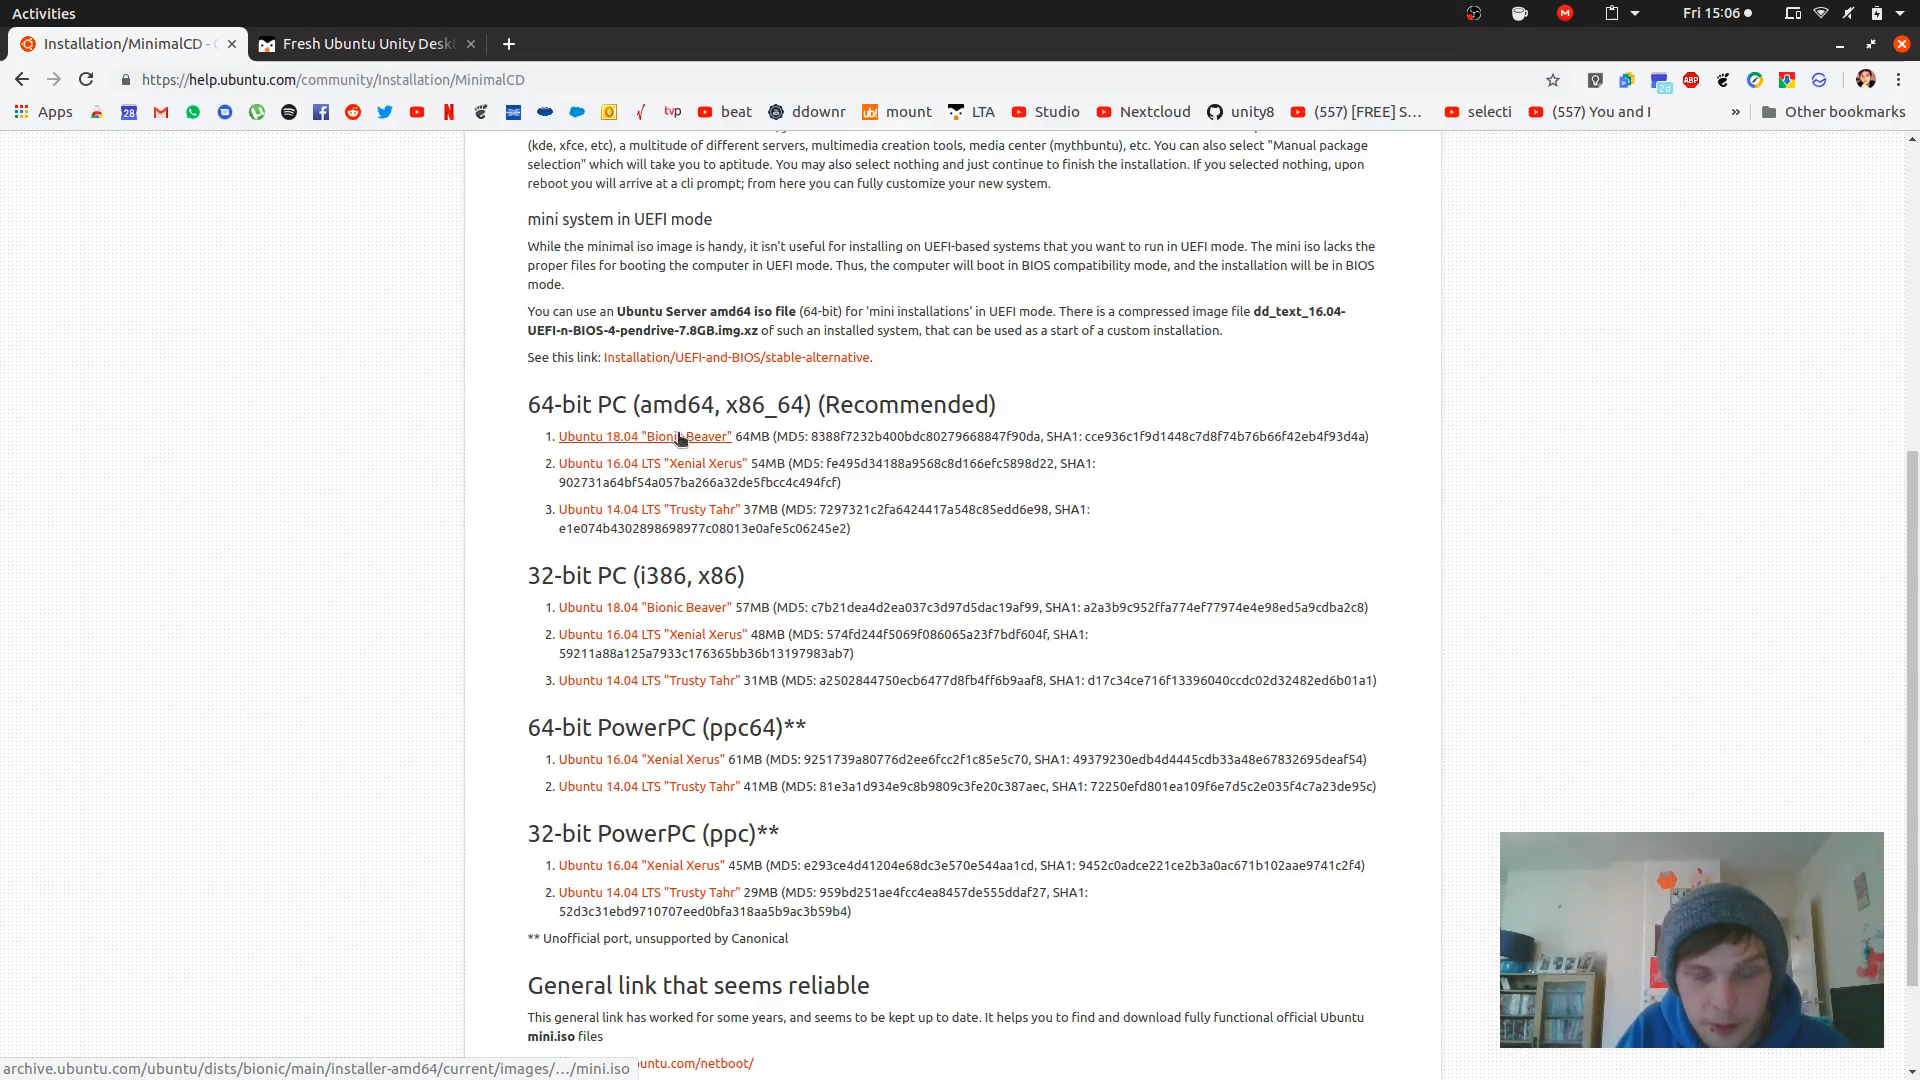 Activities
Fri 15:06
Installation/MinimalCD - C
Fresh Ubuntu Unity Deskt
https://help.ubuntu.com/community/Installation/MinimalCD
ABP
2d
Apps
28
tvp
beat
ddownr
mount
LTA
Studio
Nextcloud
unity8
(557) [FREE] S...
selecti
(557) You and I
»
Other bookmarks
(kde, xfce, etc), a multitude of different servers, multimedia creation tools, media center (mythbuntu), etc. You can also select "Manual package
selection" which will take you to aptitude. You may also select nothing and just continue to finish the installation. If you selected nothing, upon
reboot you will arrive at a cli prompt; from here you can fully customize your new system.
mini system in UEFI mode
While the minimal iso image is handy, it isn't useful for installing on UEFI-based systems that you want to run in UEFI mode. The mini iso lacks the
proper files for booting the computer in UEFI mode. Thus, the computer will boot in BIOS compatibility mode, and the installation will be in BIOS
mode.
You can use an Ubuntu Server amd64 iso file (64-bit) for 'mini installations' in UEFI mode. There is a compressed image file dd_text_16.04-
UEFI-n-BIOS-4-pendrive-7.8GB.img.xz of such an installed system, that can be used as a start of a custom installation.
See this link: Installation/UEFI-and-BIOS/stable-alternative.
64-bit PC (amd64, x86_64) (Recommended)
1. Ubuntu 18.04 "Bionic Beaver" 64MB (MD5: 8388f7232b400bdc80279668847f90da, SHA1: cce936c1f9d1448c7d8f74b76b66f42eb4f93d4a)
2. Ubuntu 16.04 LTS "Xenial Xerus" 54MB (MD5: fe495d34188a9568c8d166efc5898d22, SHA1:
902731a64bf54a057ba266a32de5fbcc4c494fcf)
3. Ubuntu 14.04 LTS "Trusty Tahr" 37MB (MD5: 7297321c2fa6424417a548c85edd6e98, SHA1:
e1e074b4302898698977c08013e0afe5c06245e2)
32-bit PC (i386, x86)
1. Ubuntu 18.04 "Bionic Beaver" 57MB (MD5: c7b21dea4d2ea037c3d97d5dac19af99, SHA1: a2a3b9c952ffa774ef77974e4e98ed5a9cdba2c8)
2. Ubuntu 16.04 LTS "Xenial Xerus" 48MB (MD5: 574fd244f5069f086065a23f7bdf604f, SHA1:
59211a88a125a7933c176365bb36b13197983ab7)
3. Ubuntu 14.04 LTS "Trusty Tahr" 31MB (MD5: a2502844750ecb6477d8fb4ff6b9aaf8, SHA1: d17c34ce716f13396040ccdc02d32482ed6b01a1)
64-bit PowerPC (ppc64)**
1. Ubuntu 16.04 "Xenial Xerus" 61MB (MD5: 9251739a80776d2ee6fcc2f1c85e5c70, SHA1: 49379230edb4d4445cdb33a48e67832695deaf54)
2. Ubuntu 14.04 LTS "Trusty Tahr" 41MB (MD5: 81e3a1d934e9c8b9809c3fe20c387aec, SHA1: 72250efd801ea109f6e7d5c2e035f4c7a23de95c)
32-bit PowerPC (ppc)**
1. Ubuntu 16.04 "Xenial Xerus" 45MB (MD5: e293ce4d41204e68dc3e570e544aa1cd, SHA1: 9452c0adce221ce2b3a0ac671b102aae9741c2f4)
2. Ubuntu 14.04 LTS "Trusty Tahr" 29MB (MD5: 959bd251ae4fcc4ea8457de555ddaf27, SHA1:
52d3c31ebd9710707eed0bfa318aa5b9ac3b59b4)
** Unofficial port, unsupported by Canonical
General link that seems reliable
This general link has worked for some years, and seems to be kept up to date. It helps you to find and download fully functional official Ubuntu
mini.iso files
untu.com/netboot/
archive.ubuntu.com/ubuntu/dists/bionic/main/installer-amd64/current/images/…/mini.iso